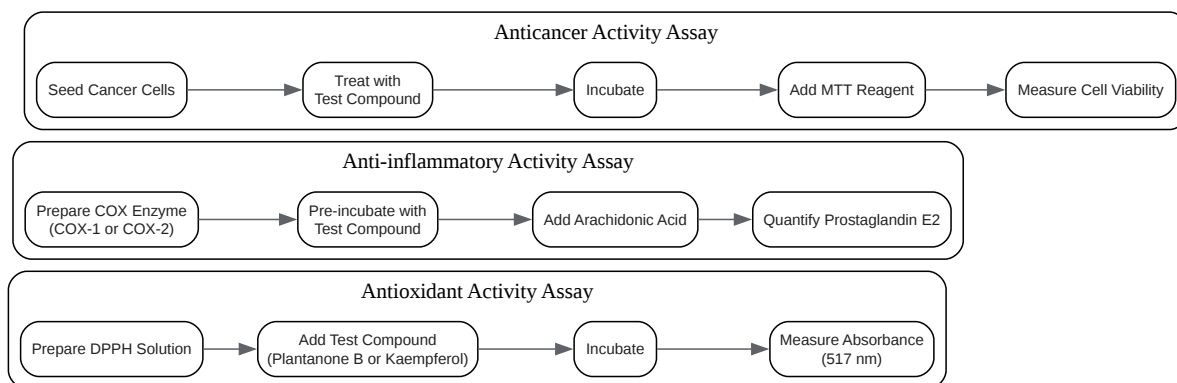 Anticancer Activity Assay
Seed Cancer Cells
Treat with
Test Compound
Incubate
Add MTT Reagent
Measure Cell Viability
Anti-inflammatory Activity Assay
Prepare COX Enzyme
(COX-1 or COX-2)
Pre-incubate with
Test Compound
Add Arachidonic Acid
Quantify Prostaglandin E2
Antioxidant Activity Assay
Prepare DPPH Solution
Add Test Compound
(Plantanone B or Kaempferol)
Incubate
Measure Absorbance
(517 nm)